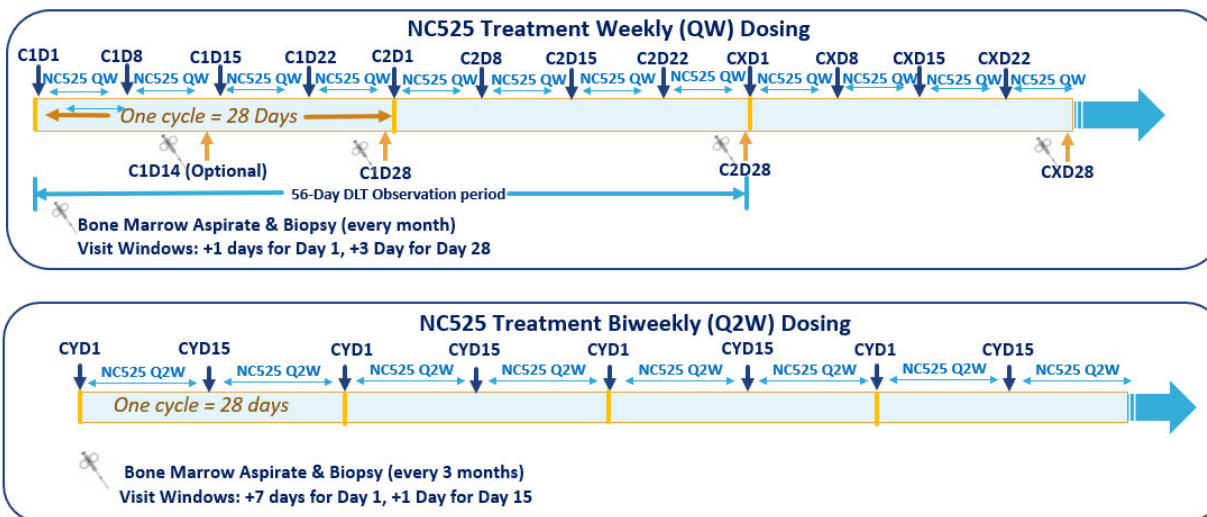 NC525 Treatment Weekly (QW) Dosing
C1D1 C1D8 C1D15 C1D22 C2D1 C2D8 C2D15 C2D22 CXD1 CXD8 CXD15 CXD22
NC525 QW NC525 QW NC525 QW NC525 QW NC525 QW NC525 QW NC525 QW NC525 QW NC525 QW NC525 QW NC525 QW NC525 QW
One cycle = 28 Days
C1D14 (Optional) C1D28 C2D28 CXD28
56-Day DLT Observation period
Bone Marrow Aspirate & Biopsy (every month)
Visit Windows: +1 days for Day 1, +3 Day for Day 28
NC525 Treatment Biweekly (Q2W) Dosing
CYD1 CYD15 CYD1 CYD15 CYD1 CYD15 CYD1 CYD15
NC525 Q2W NC525 Q2W NC525 Q2W NC525 Q2W NC525 Q2W NC525 Q2W NC525 Q2W NC525 Q2W
One cycle = 28 days
Bone Marrow Aspirate & Biopsy (every 3 months)
Visit Windows: +7 days for Day 1, +1 Day for Day 15